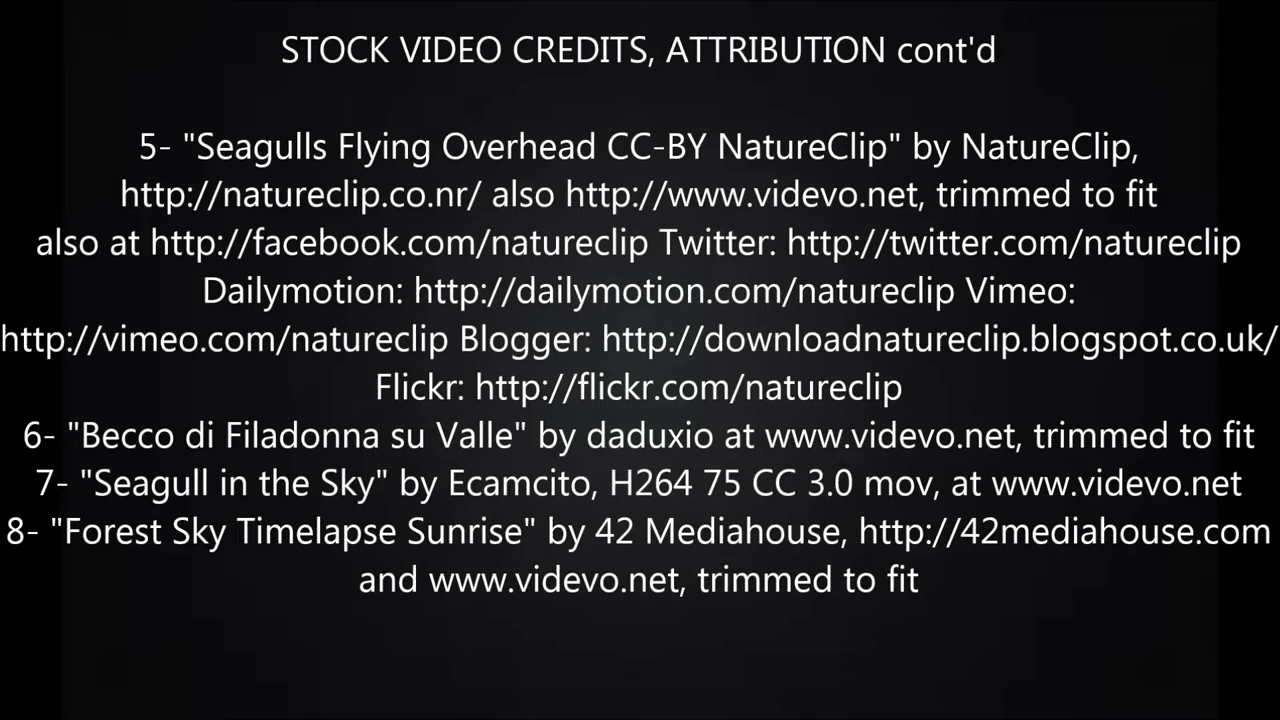 STOCK VIDEO CREDITS, ATTRIBUTION cont'd
5- "Seagulls Flying Overhead CC-BY NatureClip" by NatureClip,
http://natureclip.co.nr/ also http://www.videvo.net, trimmed to fit
also at http://facebook.com/natureclip Twitter: http://twitter.com/natureclip
Dailymotion: http://dailymotion.com/natureclip Vimeo:
http://vimeo.com/natureclip Blogger: http://downloadnatureclip.blogspot.co.uk/
Flickr: http://flickr.com/natureclip
6- "Becco di Filadonna su Valle" by daduxio at www.videvo.net, trimmed to fit
7- "Seagull in the Sky" by Ecamcito, H264 75 CC 3.0 mov, at www.videvo.net
8- "Forest Sky Timelapse Sunrise" by 42 Mediahouse, http://42mediahouse.com
and www.videvo.net, trimmed to fit